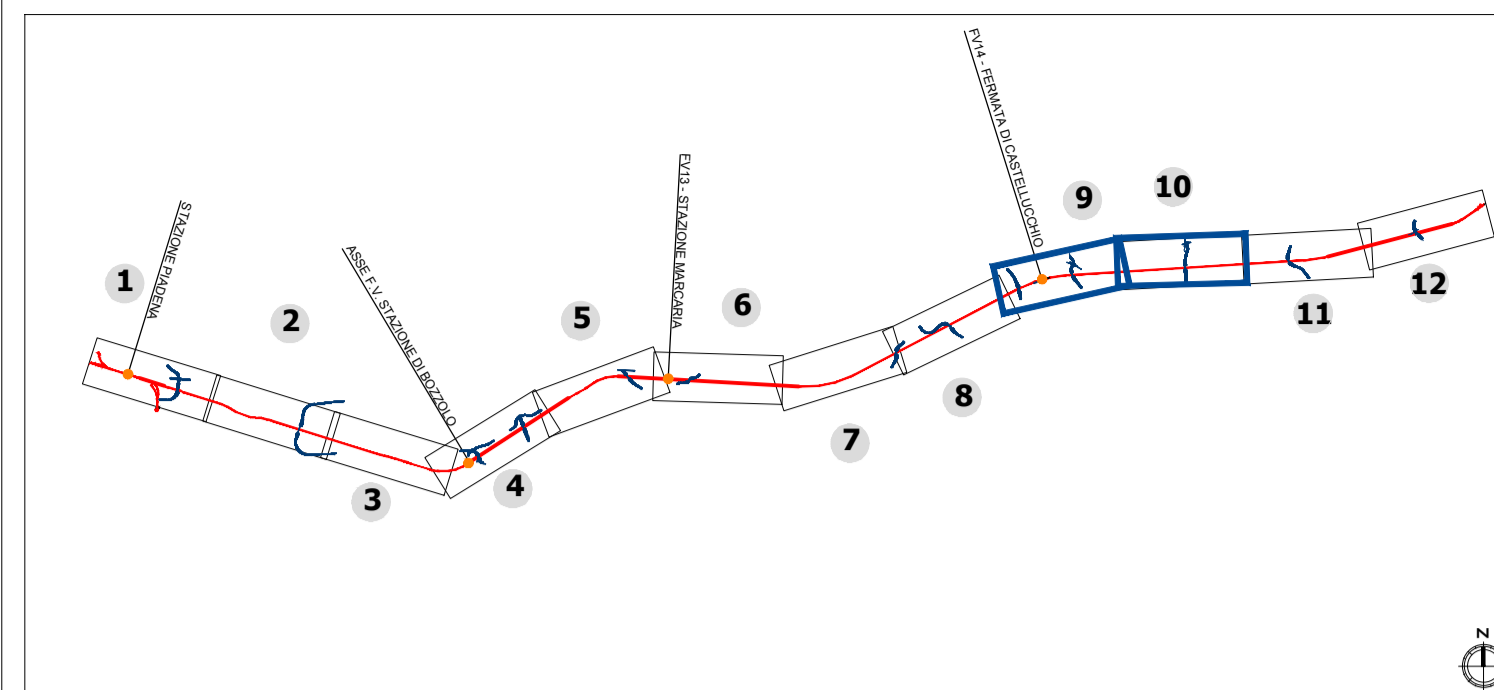 FV14 - FERMATA DI CASTELLUCCHIO
9
10
FV13 - STAZIONE MARCARIA
STAZIONE PIADENA
ASSE F.V. STAZIONE DI BOZZOLO
1
2
5
6
11
12
7
8
3
4
N